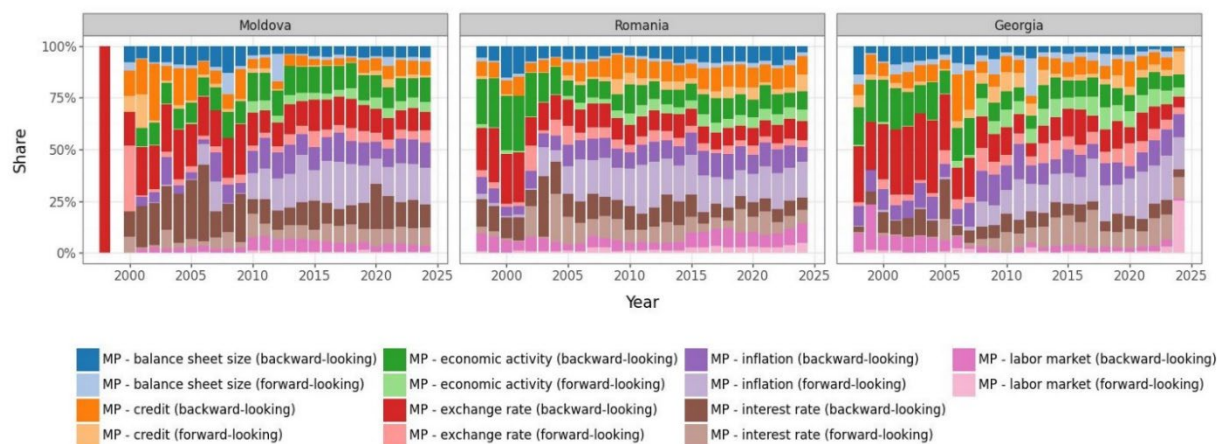 Moldova Romania Georgia
100%
75%
Share
50%
25%
0%
2000 2005 2010 2015 2020 2025 2000 2005 2010 2015 2020 2025 2000 2005 2010 2015 2020 2025
Year
MP - balance sheet size (backward-looking) MP - economic activity (backward-looking) MP - inflation (backward-looking) MP - labor market (backward-looking)
MP - balance sheet size (forward-looking) MP - economic activity (forward-looking) MP - inflation (forward-looking) MP - labor market (forward-looking)
MP - credit (backward-looking) MP - exchange rate (backward-looking) MP - interest rate (backward-looking)
MP - credit (forward-looking) MP - exchange rate (forward-looking) MP - interest rate (forward-looking)